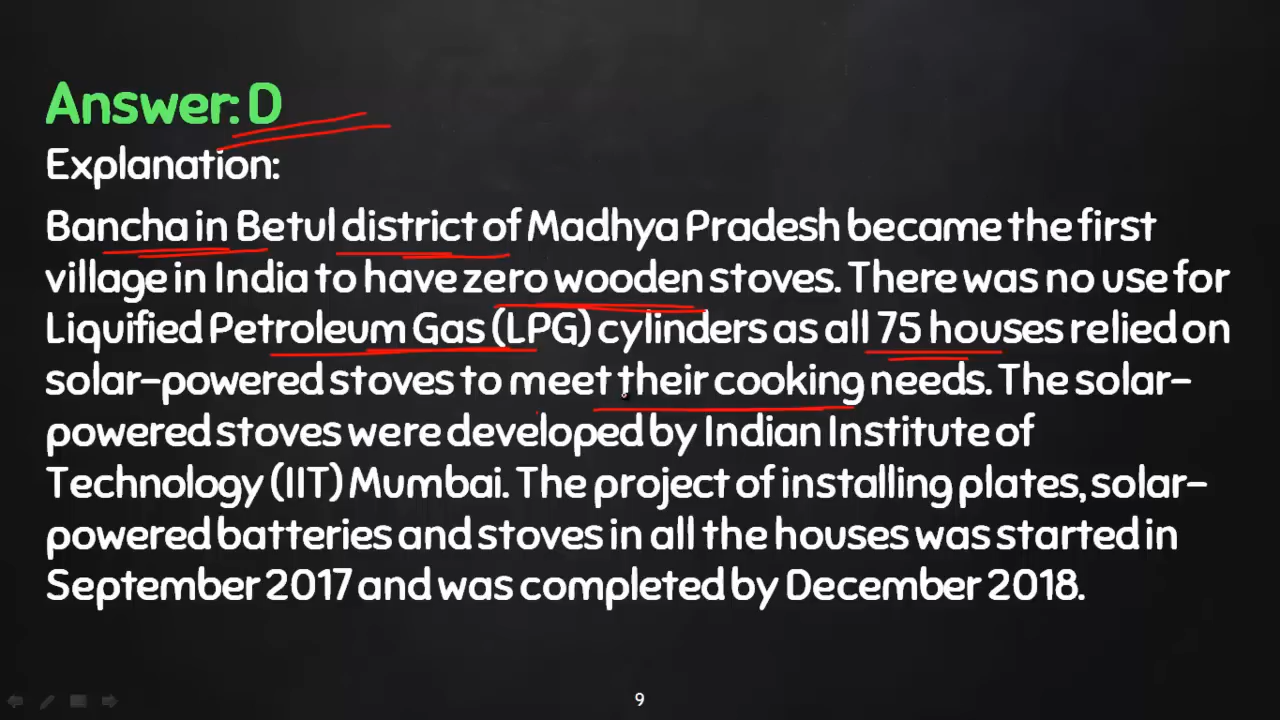 Answer: D
Explanation:
Bancha in Betul district of Madhya Pradesh became the first
village in India to have zero wooden stoves. There was no use for
Liquified Petroleum Gas (LPG) cylinders as all 75 houses relied on
solar-powered stoves to meet their cooking needs. The solar-
powered stoves were developed by Indian Institute of
Technology (IIT) Mumbai. The project of installing plates, solar-
powered batteries and stoves in all the houses was started in
September 2017 and was completed by December 2018.
9